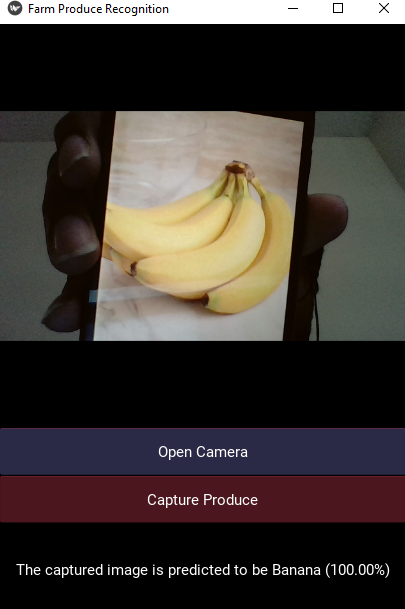 Farm Produce Recognition
Open Camera
Capture Produce
The captured image is predicted to be Banana (100.00%)